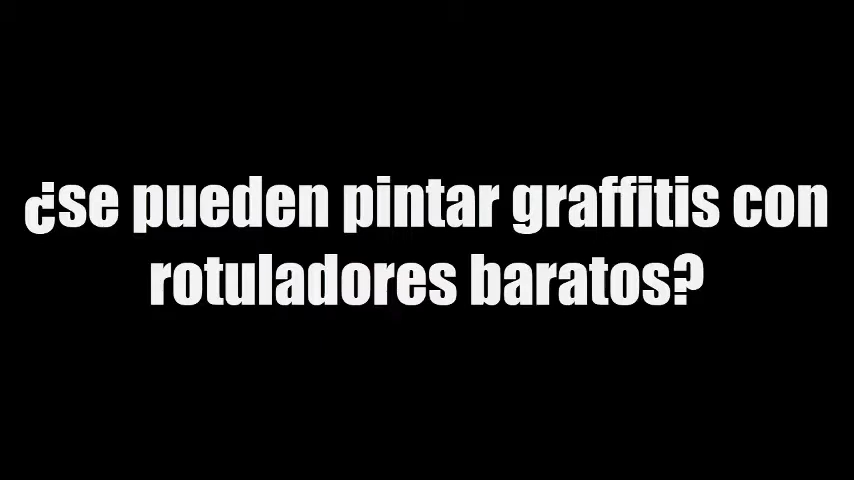 ¿se pueden pintar graffitis con
rotuladores baratos?